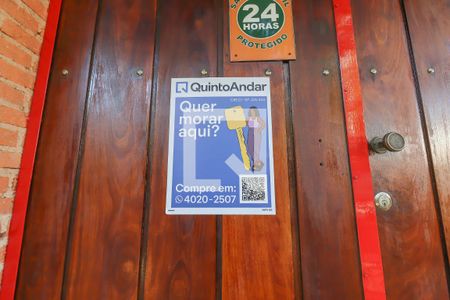 24
HORAS
PROTEGIDO
QuintoAndar
Quer
morar
aqui?
Compre em:
4020-2507